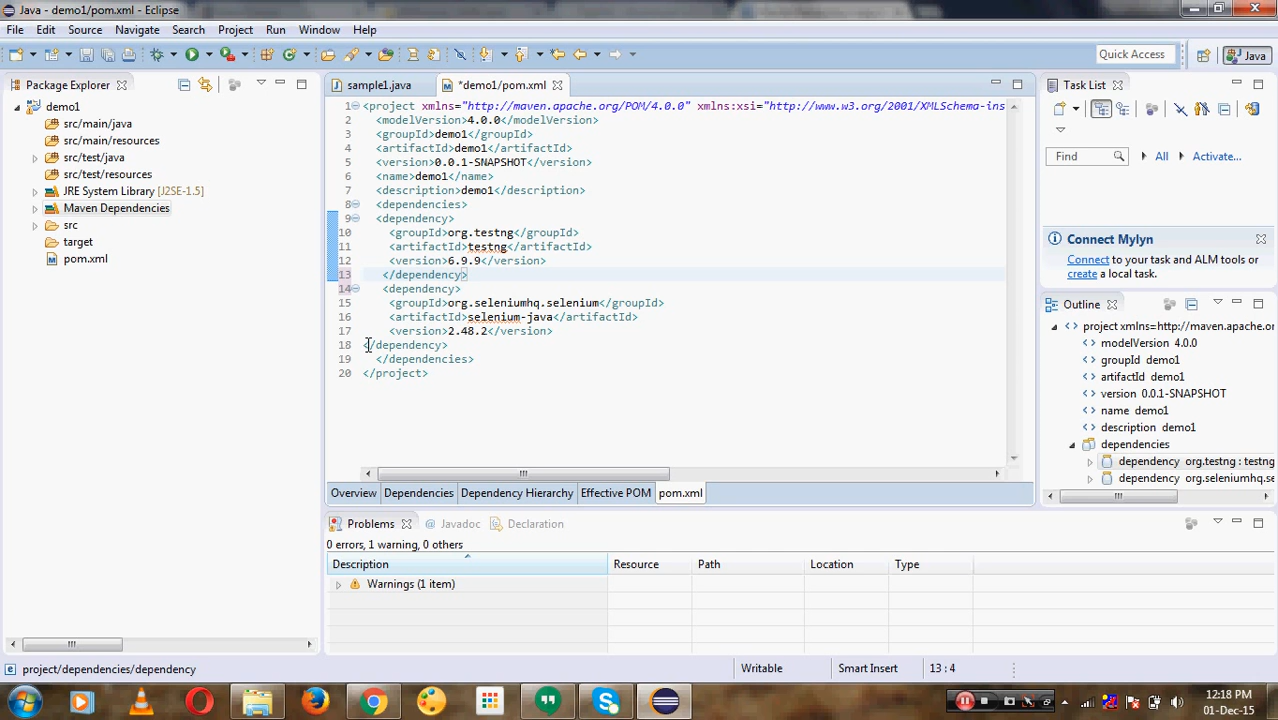 Java - demo1/pom.xml - Eclipse
File Edit Source Refactor Navigate Search Project Run Window Help
Quick Access
Java
Package Explorer
demo1
src/main/java
src/main/resources
src/test/java
src/test/resources
JRE System Library [J2SE-1.5]
Maven Dependencies
src
target
pom.xml
sample1.java
*demo1/pom.xml
1 <project xmlns="http://maven.apache.org/POM/4.0.0" xmlns:xsi="http://www.w3.org/2001/XMLSchema-ins
2 <modelVersion>4.0.0</modelVersion>
3 <groupId>demo1</groupId>
4 <artifactId>demo1</artifactId>
5 <version>0.0.1-SNAPSHOT</version>
6 <name>demo1</name>
7 <description>demo1</description>
8 <dependencies>
9 <dependency>
10 <groupId>org.testng</groupId>
11 <artifactId>testng</artifactId>
12 <version>6.9.9</version>
13 </dependency>
14 <dependency>
15 <groupId>org.seleniumhq.selenium</groupId>
16 <artifactId>selenium-java</artifactId>
17 <version>2.48.2</version>
18 </dependency>
19 </dependencies>
20 </project>
Overview Dependencies Dependency Hierarchy Effective POM pom.xml
Task List
Find All Activate...
Connect Mylyn
Connect to your task and ALM tools or
create a local task.
Outline
project xmlns=http://maven.apache.o
modelVersion 4.0.0
groupId demo1
artifactId demo1
version 0.0.1-SNAPSHOT
name demo1
description demo1
dependencies
dependency org.testng : testng
dependency org.seleniumhq.se
Problems @ Javadoc Declaration
0 errors, 1 warning, 0 others
Description Resource Path Location Type
Warnings (1 item)
project/dependencies/dependency
Writable Smart Insert 13 : 4
12:18 PM
01-Dec-15